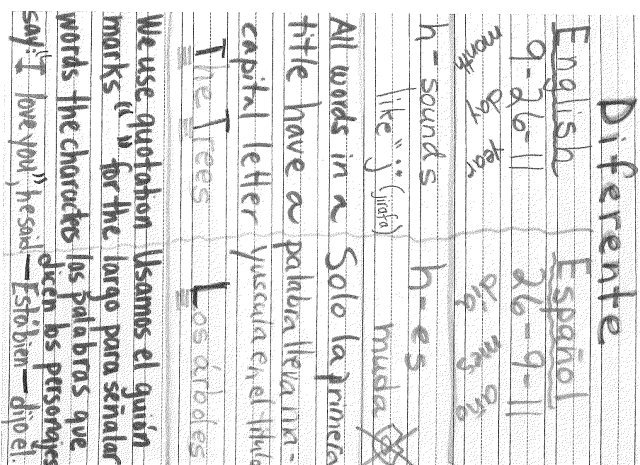 Diferente
English Español
9-26-11 26-9-11
month day year día mes año
h-sounds h-es
like "j" (jirafa) muda
All words in a Solo la primera
title have a palabra lleva ma-
capital letter yúscula en el título
The Trees Los árboles
We use quotation Usamos el guión
marks “ ” for the largo para señalar
words the characters las palabras que
dicen los personajes
say: "I love you", he said —Está bien—dijo él.